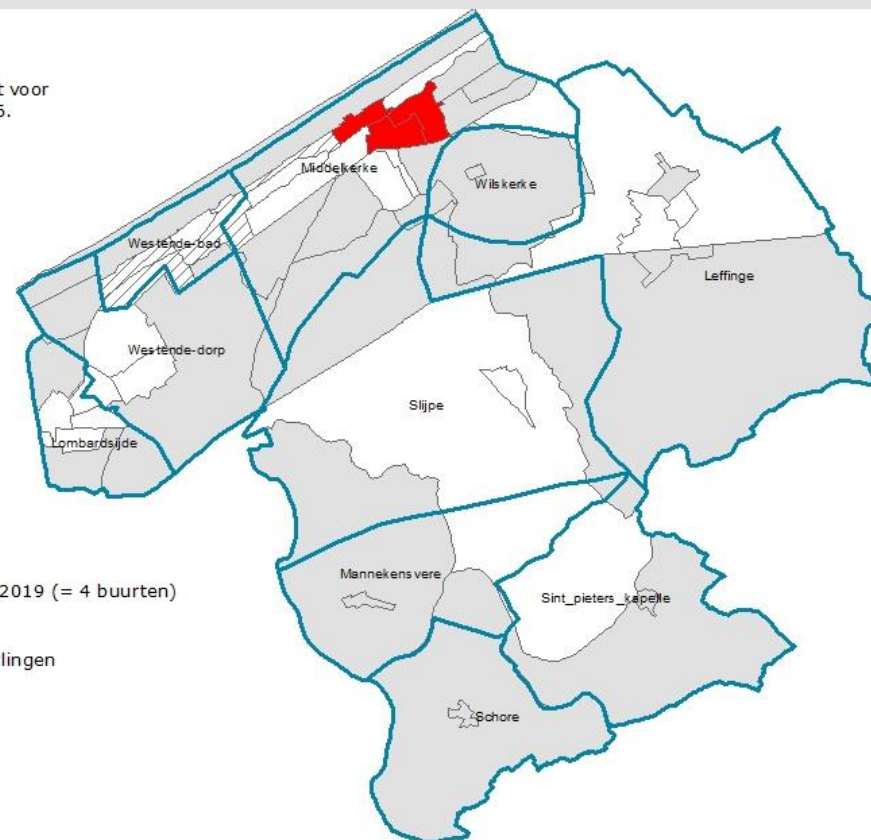 t voor
5.
Middelkerke
Wilskerke
Westende-bad
Leffinge
Westende-dorp
Slijpe
Lombardsijde
Mannekensvere
2019 (= 4 buurten)
Sint_pieters_kapelle
lingen
Schore